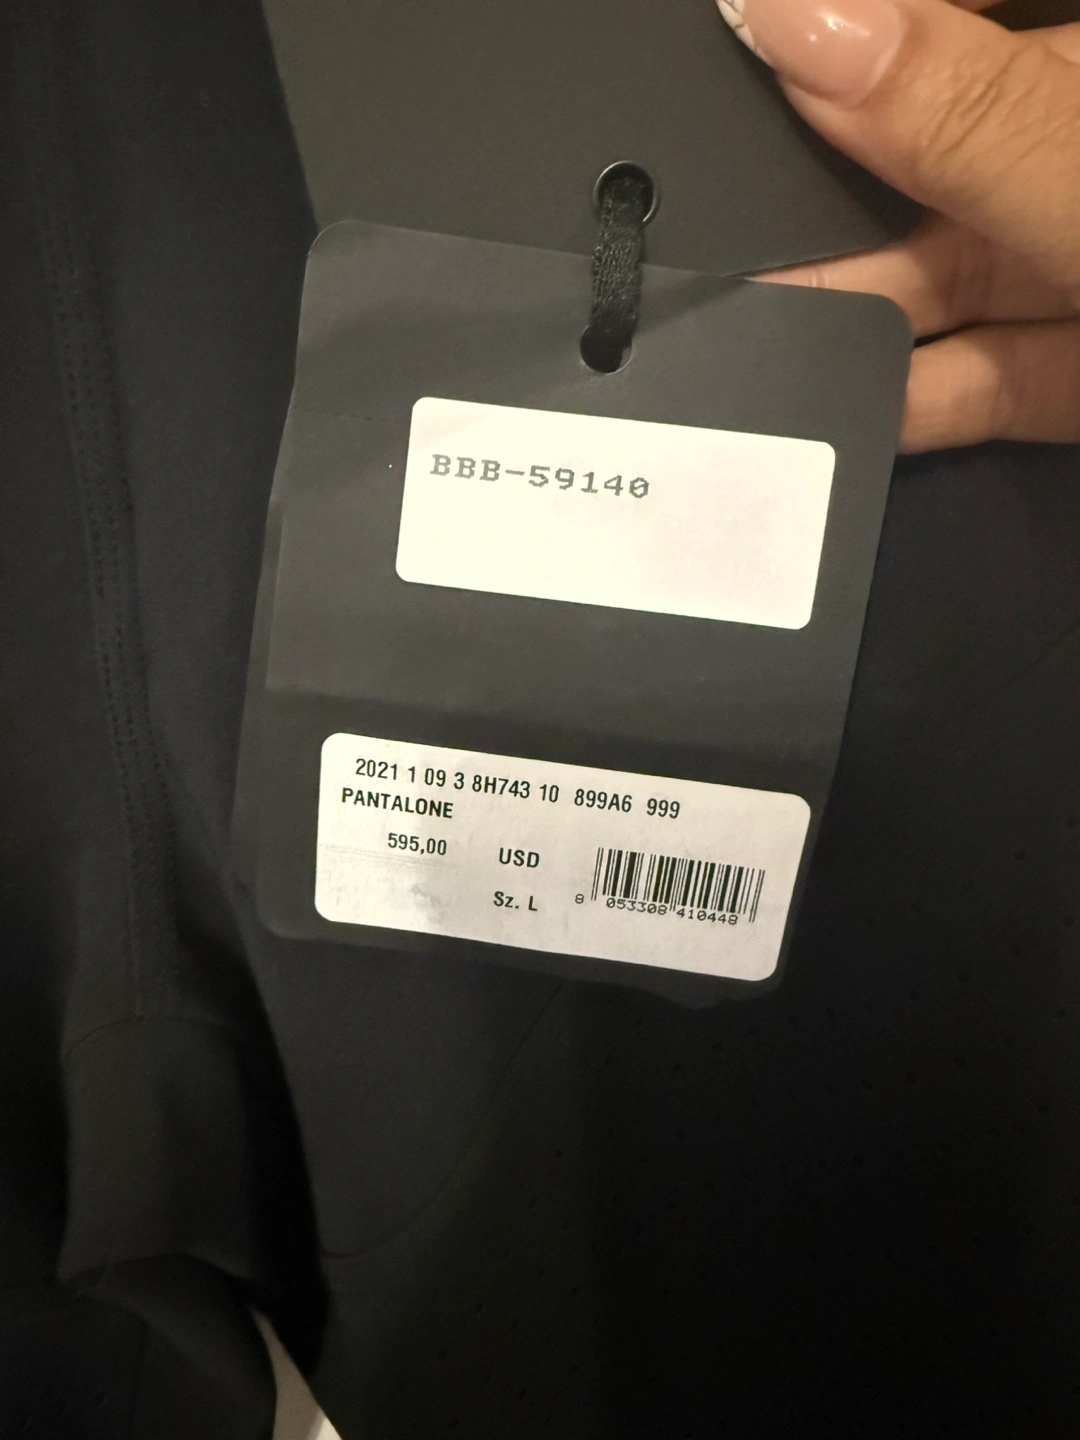 BBB-59140
2021 1 09 3 8H743 10 899A6 999
PANTALONE
595,00 USD
Sz. L
8 053308 410448